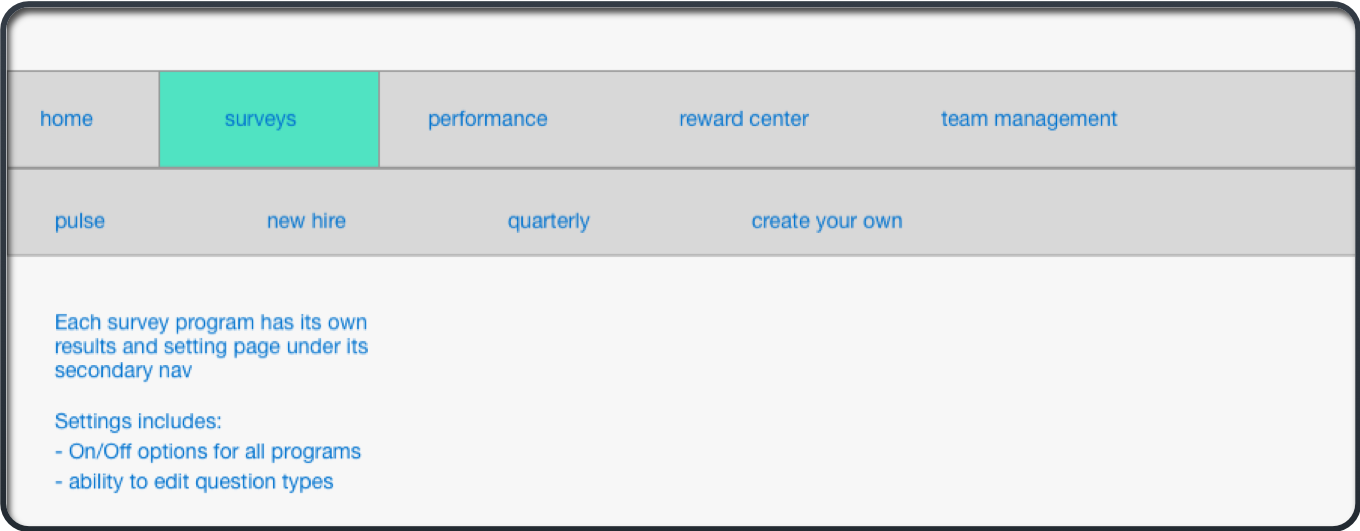 home surveys performance reward center team management
pulse new hire quarterly create your own
Each survey program has its own
results and setting page under its
secondary nav
Settings includes:
- On/Off options for all programs
- ability to edit question types